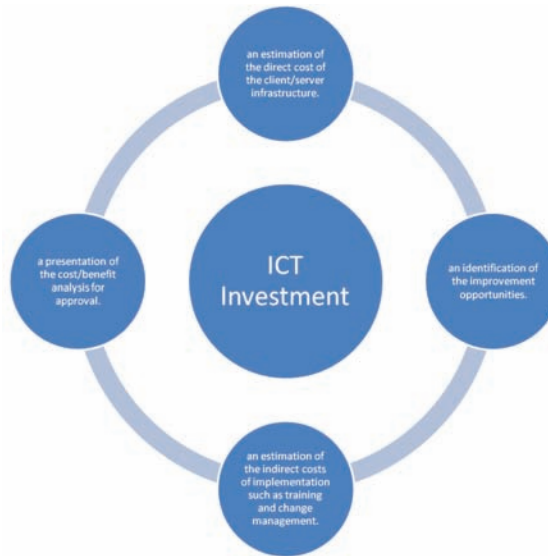 an estimation of
the direct cost of
the client/server
infrastructure.
a presentation of
the cost/benefit
analysis for
approval.
ICT
Investment
an identification of
the improvement
opportunities.
an estimation of
the indirect costs
of implementation
such as training
and change
management.